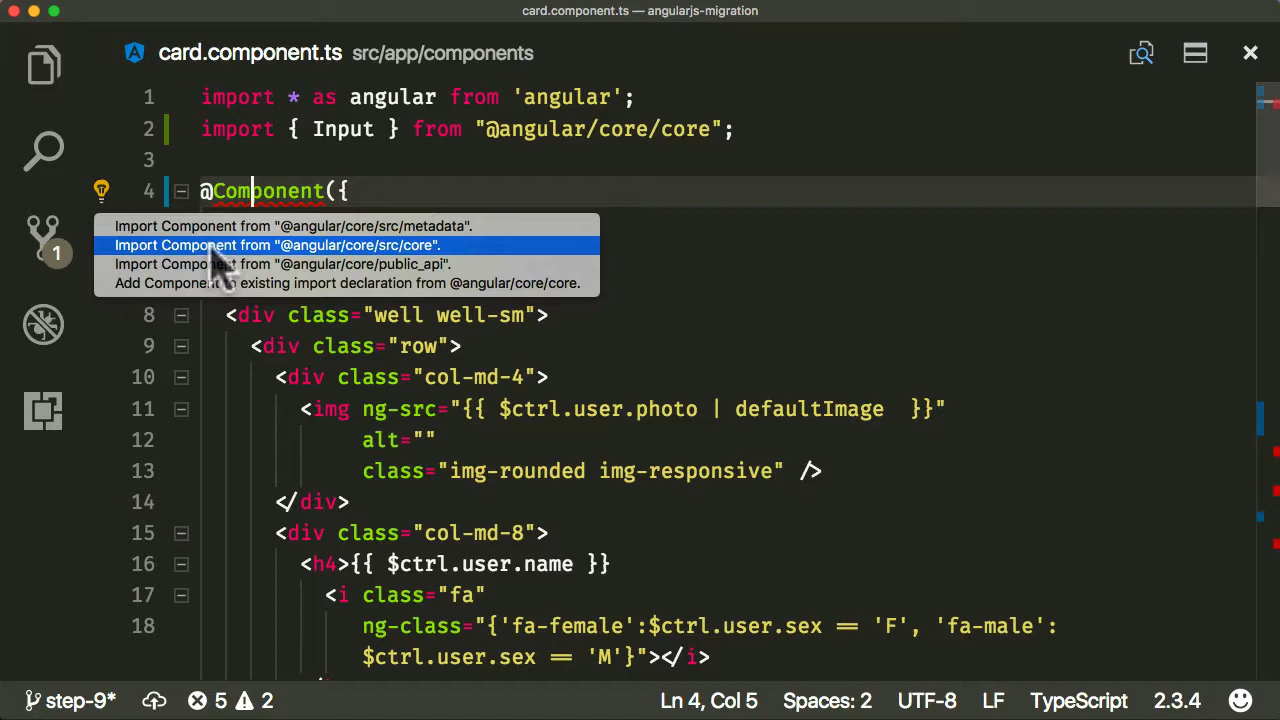 card.component.ts — angularjs-migration
card.component.ts src/app/components
1 import * as angular from 'angular';
2 import { Input } from "@angular/core/core";
3
4 @Component({
Import Component from "@angular/core/src/metadata".
Import Component from "@angular/core/src/core".
Import Component from "@angular/core/public_api".
Add Component to existing import declaration from @angular/core/core.
1
8 <div class="well well-sm">
9 <div class="row">
10 <div class="col-md-4">
11 <img ng-src="{{ $ctrl.user.photo | defaultImage  }}"
12 alt=""
13 class="img-rounded img-responsive" />
14 </div>
15 <div class="col-md-8">
16 <h4>{{ $ctrl.user.name }}
17 <i class="fa"
18 ng-class="{'fa-female':$ctrl.user.sex == 'F', 'fa-male':
$ctrl.user.sex == 'M'}"></i>
step-9* 5 2 Ln 4, Col 5 Spaces: 2 UTF-8 LF TypeScript 2.3.4